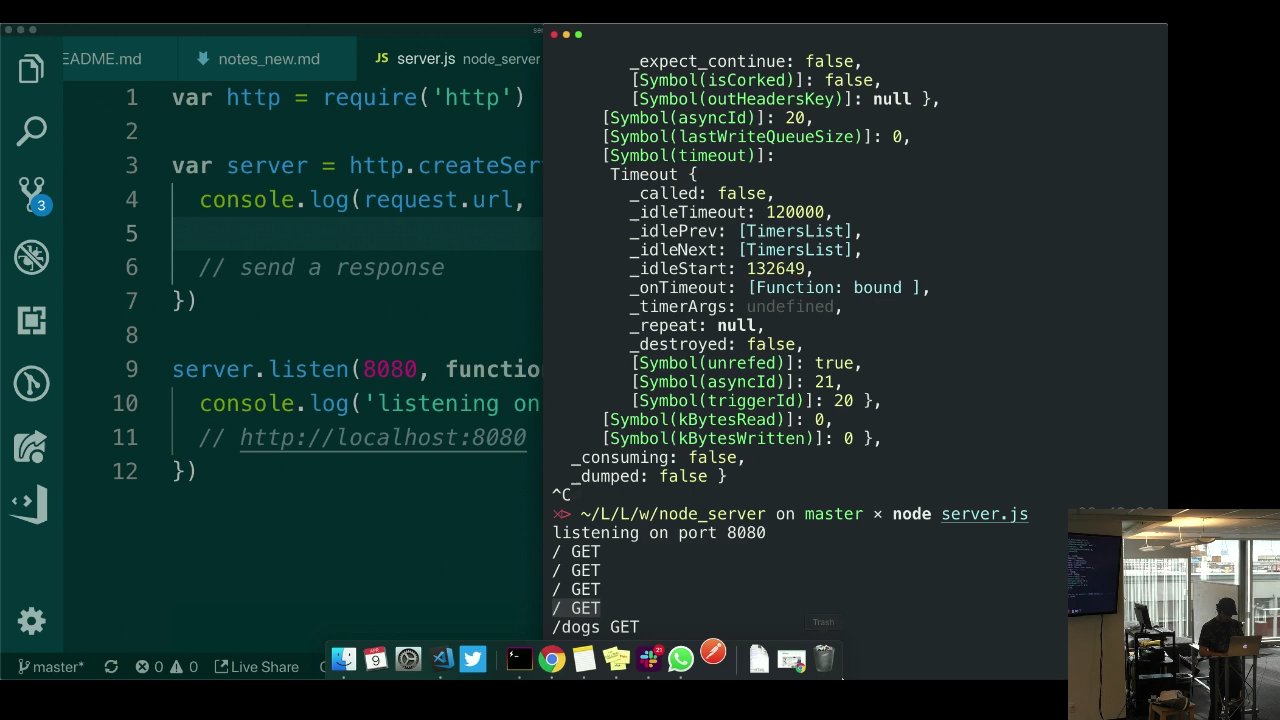 EADME.md
notes_new.md
JS server.js node_server
1 var http = require('http')
2
3 var server = http.createSer
4 console.log(request.url,
5
6 // send a response
7 })
8
9 server.listen(8080, functio
10 console.log('listening on
11 // http://localhost:8080
12 })
3
master*
0 0
Live Share
_expect_continue: false,
[Symbol(isCorked)]: false,
[Symbol(outHeadersKey)]: null },
[Symbol(asyncId)]: 20,
[Symbol(lastWriteQueueSize)]: 0,
[Symbol(timeout)]:
Timeout {
_called: false,
_idleTimeout: 120000,
_idlePrev: [TimersList],
_idleNext: [TimersList],
_idleStart: 132649,
_onTimeout: [Function: bound ],
_timerArgs: undefined,
_repeat: null,
_destroyed: false,
[Symbol(unrefed)]: true,
[Symbol(asyncId)]: 21,
[Symbol(triggerId)]: 20 },
[Symbol(kBytesRead)]: 0,
[Symbol(kBytesWritten)]: 0 },
_consuming: false,
_dumped: false }
^C
~/L/L/w/node_server on master × node server.js
listening on port 8080
/ GET
/ GET
/ GET
/ GET
/dogs GET
Trash
APR
9
21